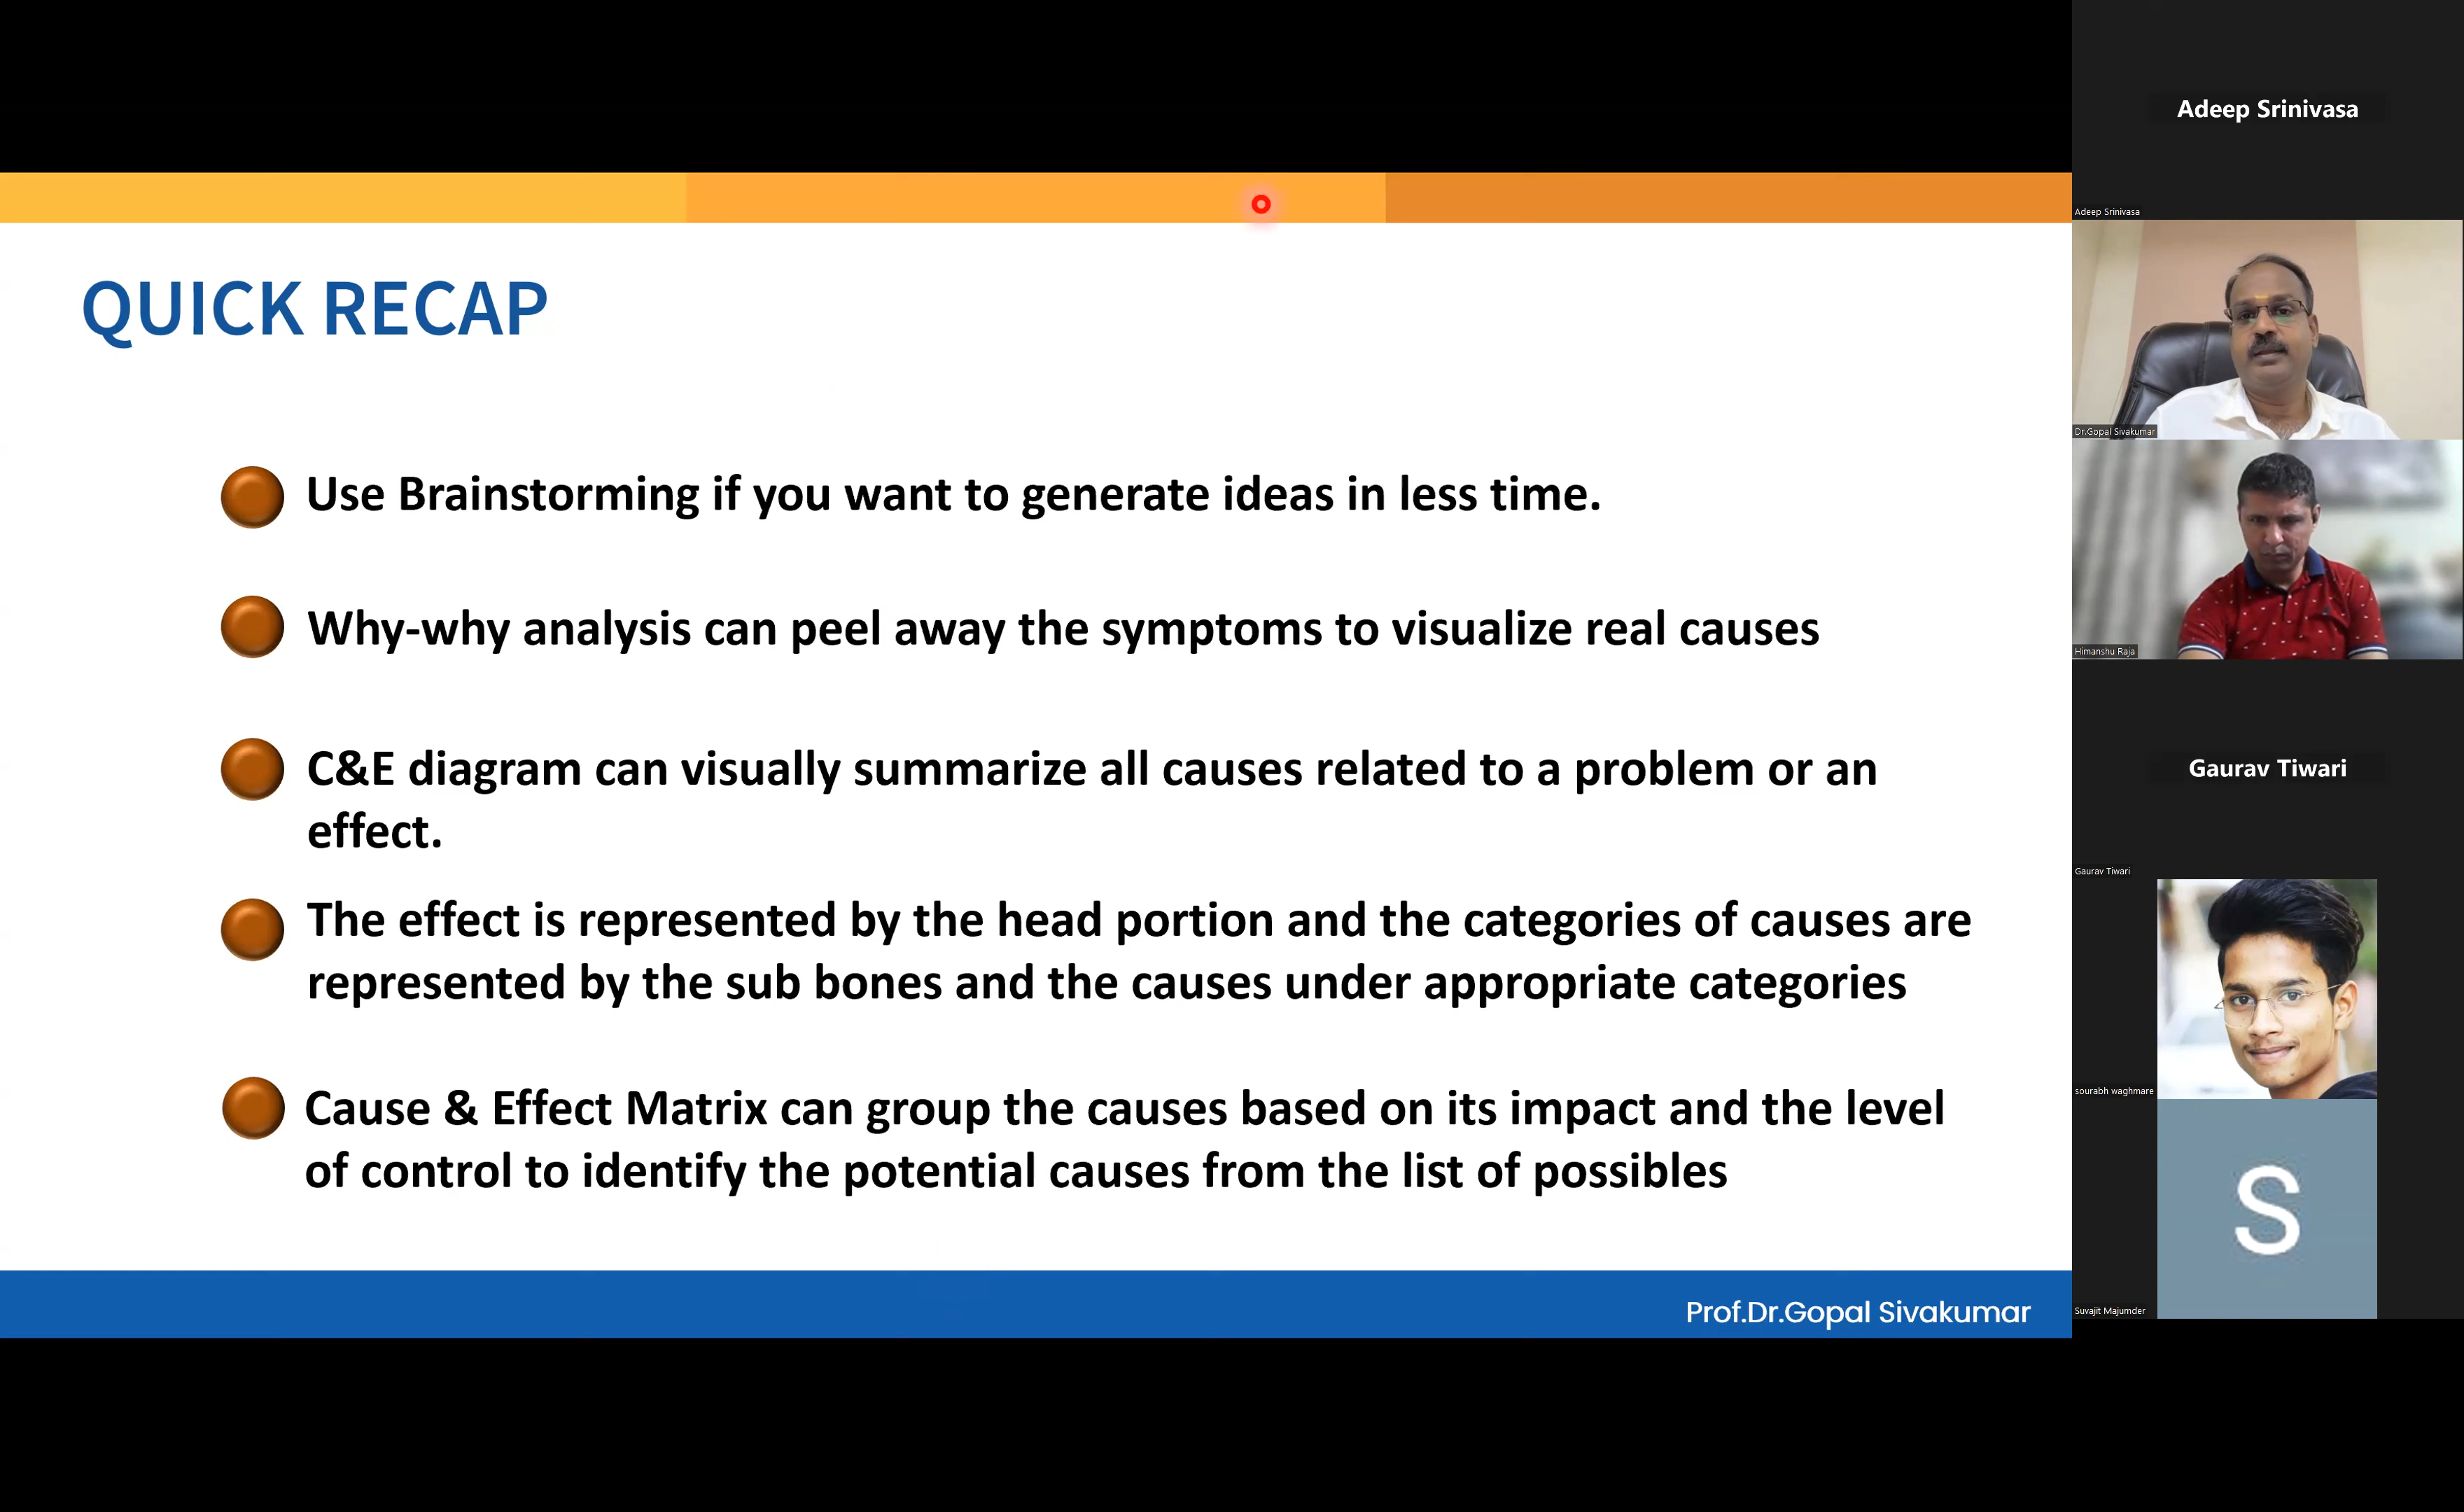 QUICK RECAP
Use Brainstorming if you want to generate ideas in less time.
Why-why analysis can peel away the symptoms to visualize real causes
C&E diagram can visually summarize all causes related to a problem or an
effect.
The effect is represented by the head portion and the categories of causes are
represented by the sub bones and the causes under appropriate categories
Cause & Effect Matrix can group the causes based on its impact and the level
of control to identify the potential causes from the list of possibles
Prof.Dr.Gopal Sivakumar
Adeep Srinivasa
Adeep Srinivasa
Dr.Gopal Sivakumar
Himanshu Raja
Gaurav Tiwari
Gaurav Tiwari
sourabh waghmare
S
Suvajit Majumder